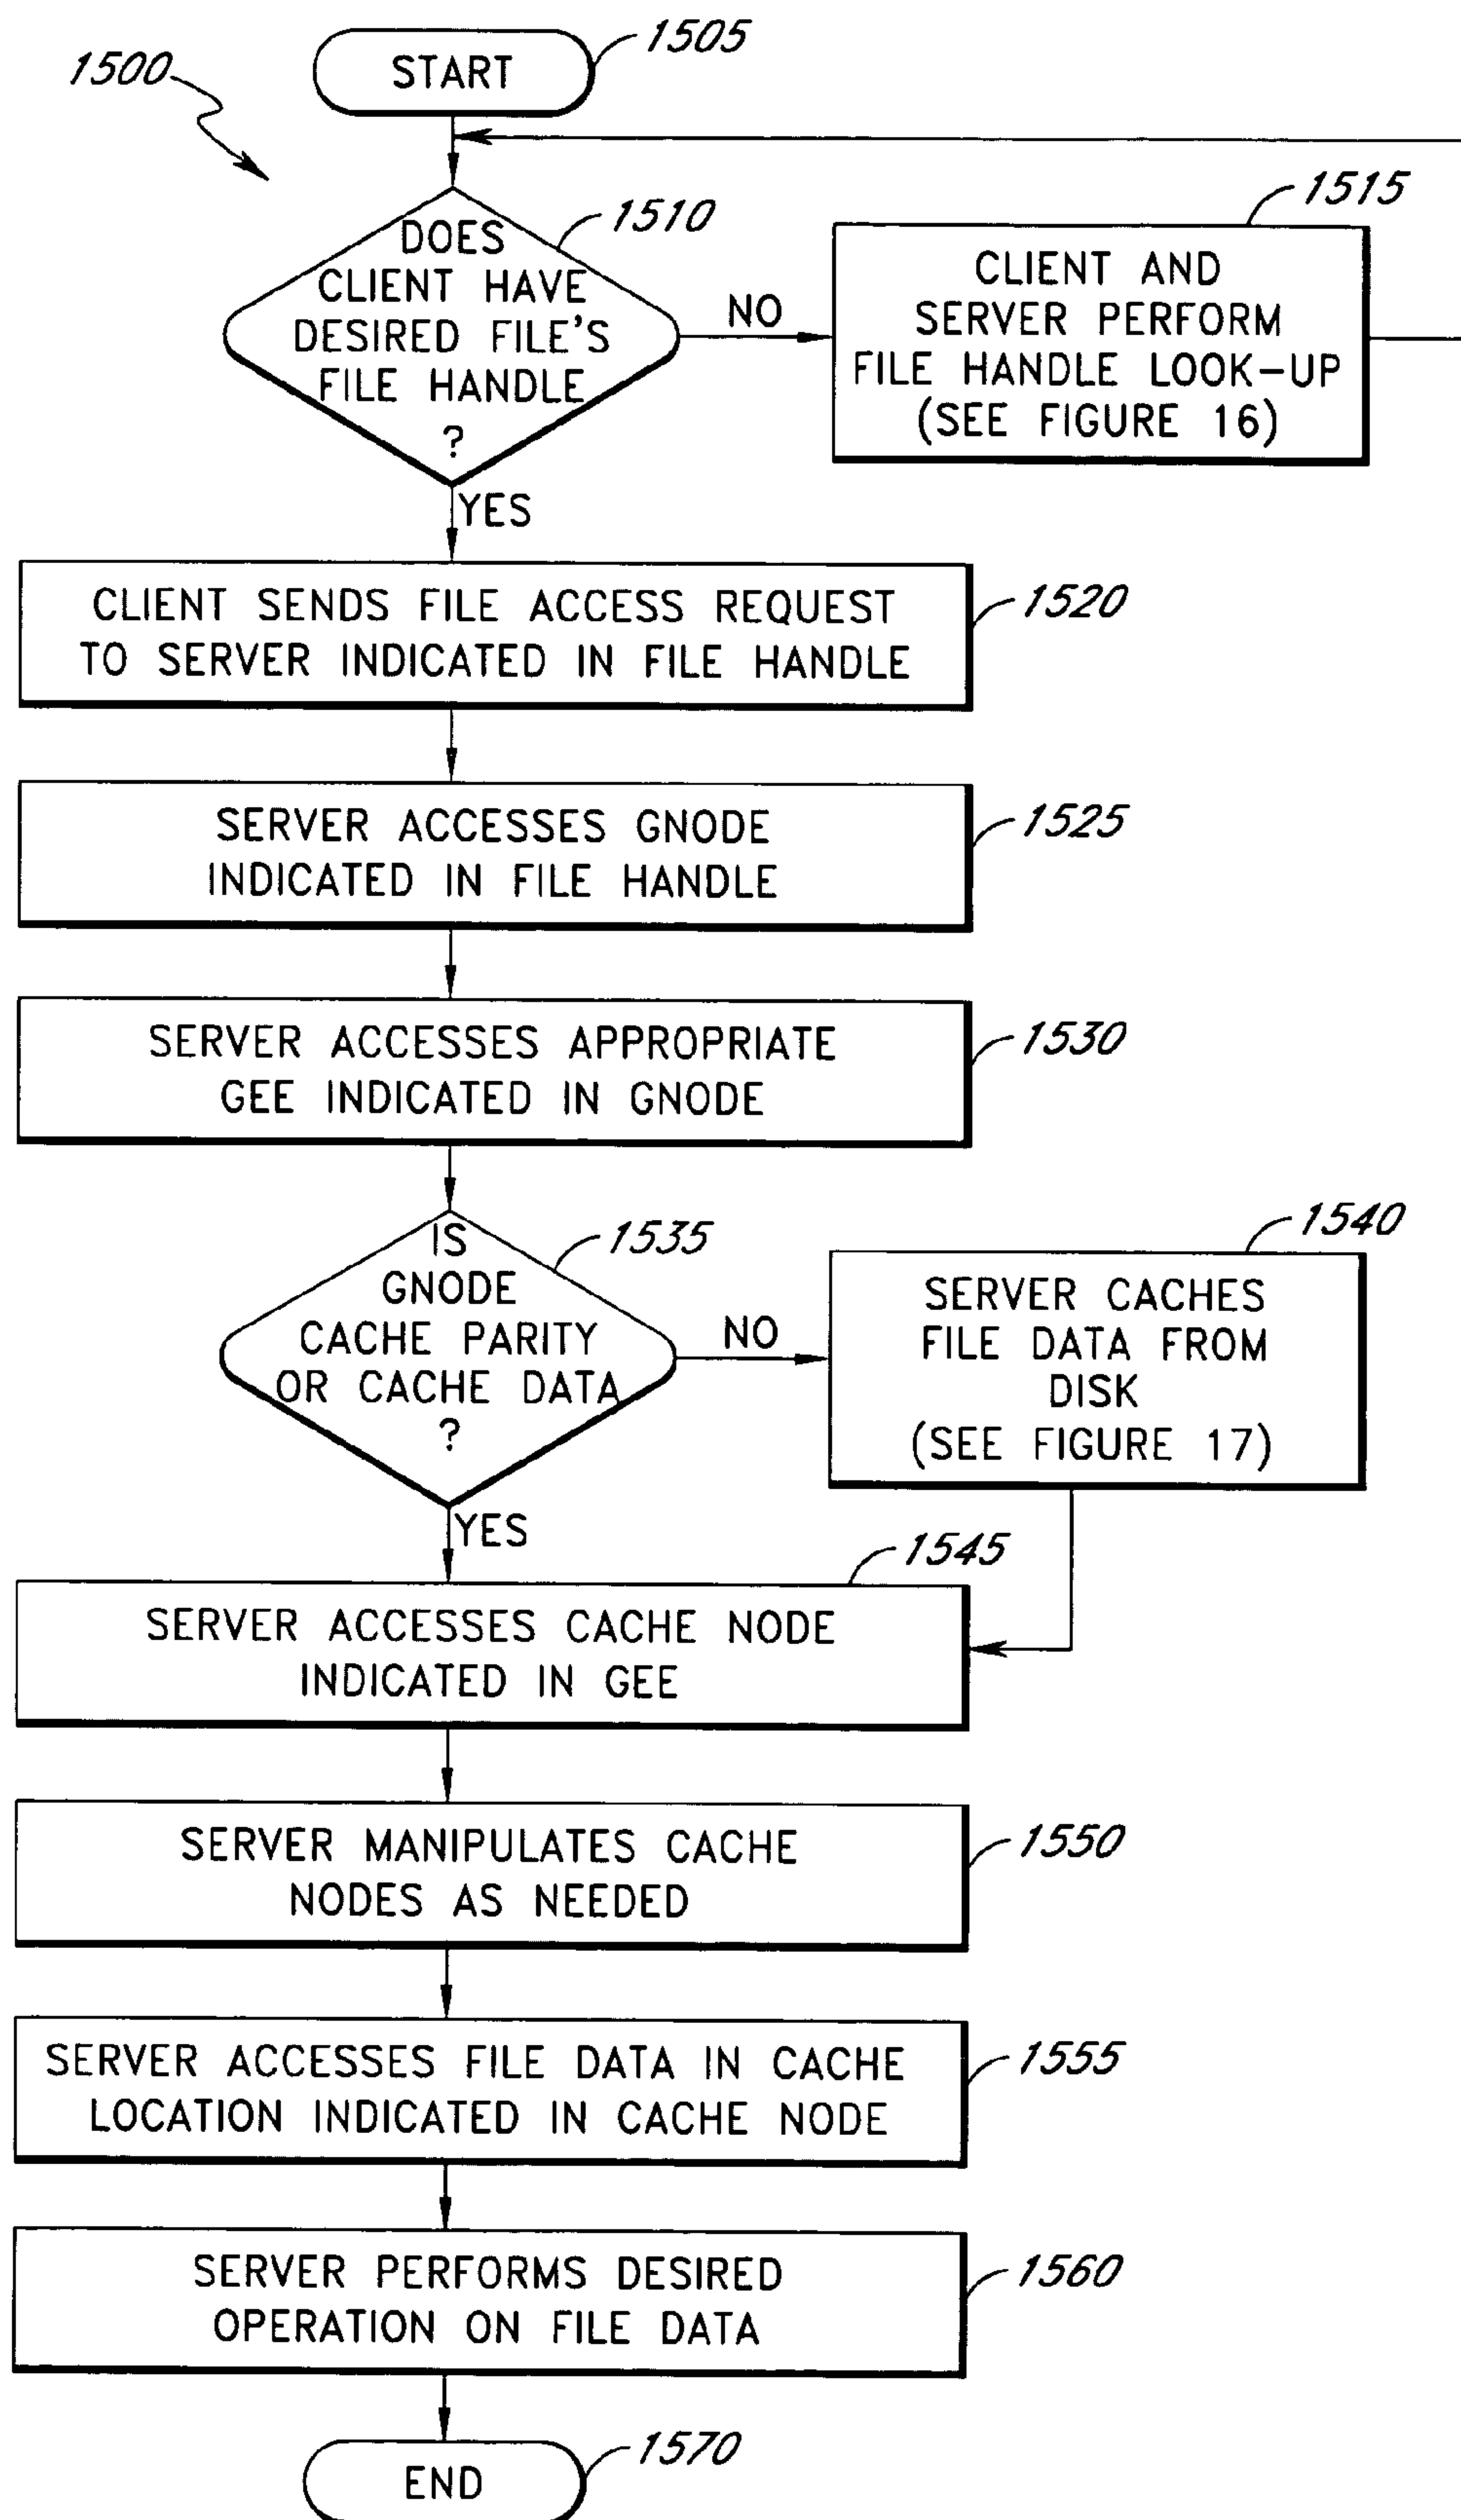 1500
START
1505
DOES
CLIENT HAVE
DESIRED FILE'S
FILE HANDLE
?
1510
NO
CLIENT AND
SERVER PERFORM
FILE HANDLE LOOK-UP
(SEE FIGURE 16)
1515
YES
CLIENT SENDS FILE ACCESS REQUEST
TO SERVER INDICATED IN FILE HANDLE
1520
SERVER ACCESSES GNODE
INDICATED IN FILE HANDLE
1525
SERVER ACCESSES APPROPRIATE
GEE INDICATED IN GNODE
1530
IS
GNODE
CACHE PARITY
OR CACHE DATA
?
1535
NO
SERVER CACHES
FILE DATA FROM
DISK
(SEE FIGURE 17)
1540
YES
SERVER ACCESSES CACHE NODE
INDICATED IN GEE
1545
SERVER MANIPULATES CACHE
NODES AS NEEDED
1550
SERVER ACCESSES FILE DATA IN CACHE
LOCATION INDICATED IN CACHE NODE
1555
SERVER PERFORMS DESIRED
OPERATION ON FILE DATA
1560
END
1570